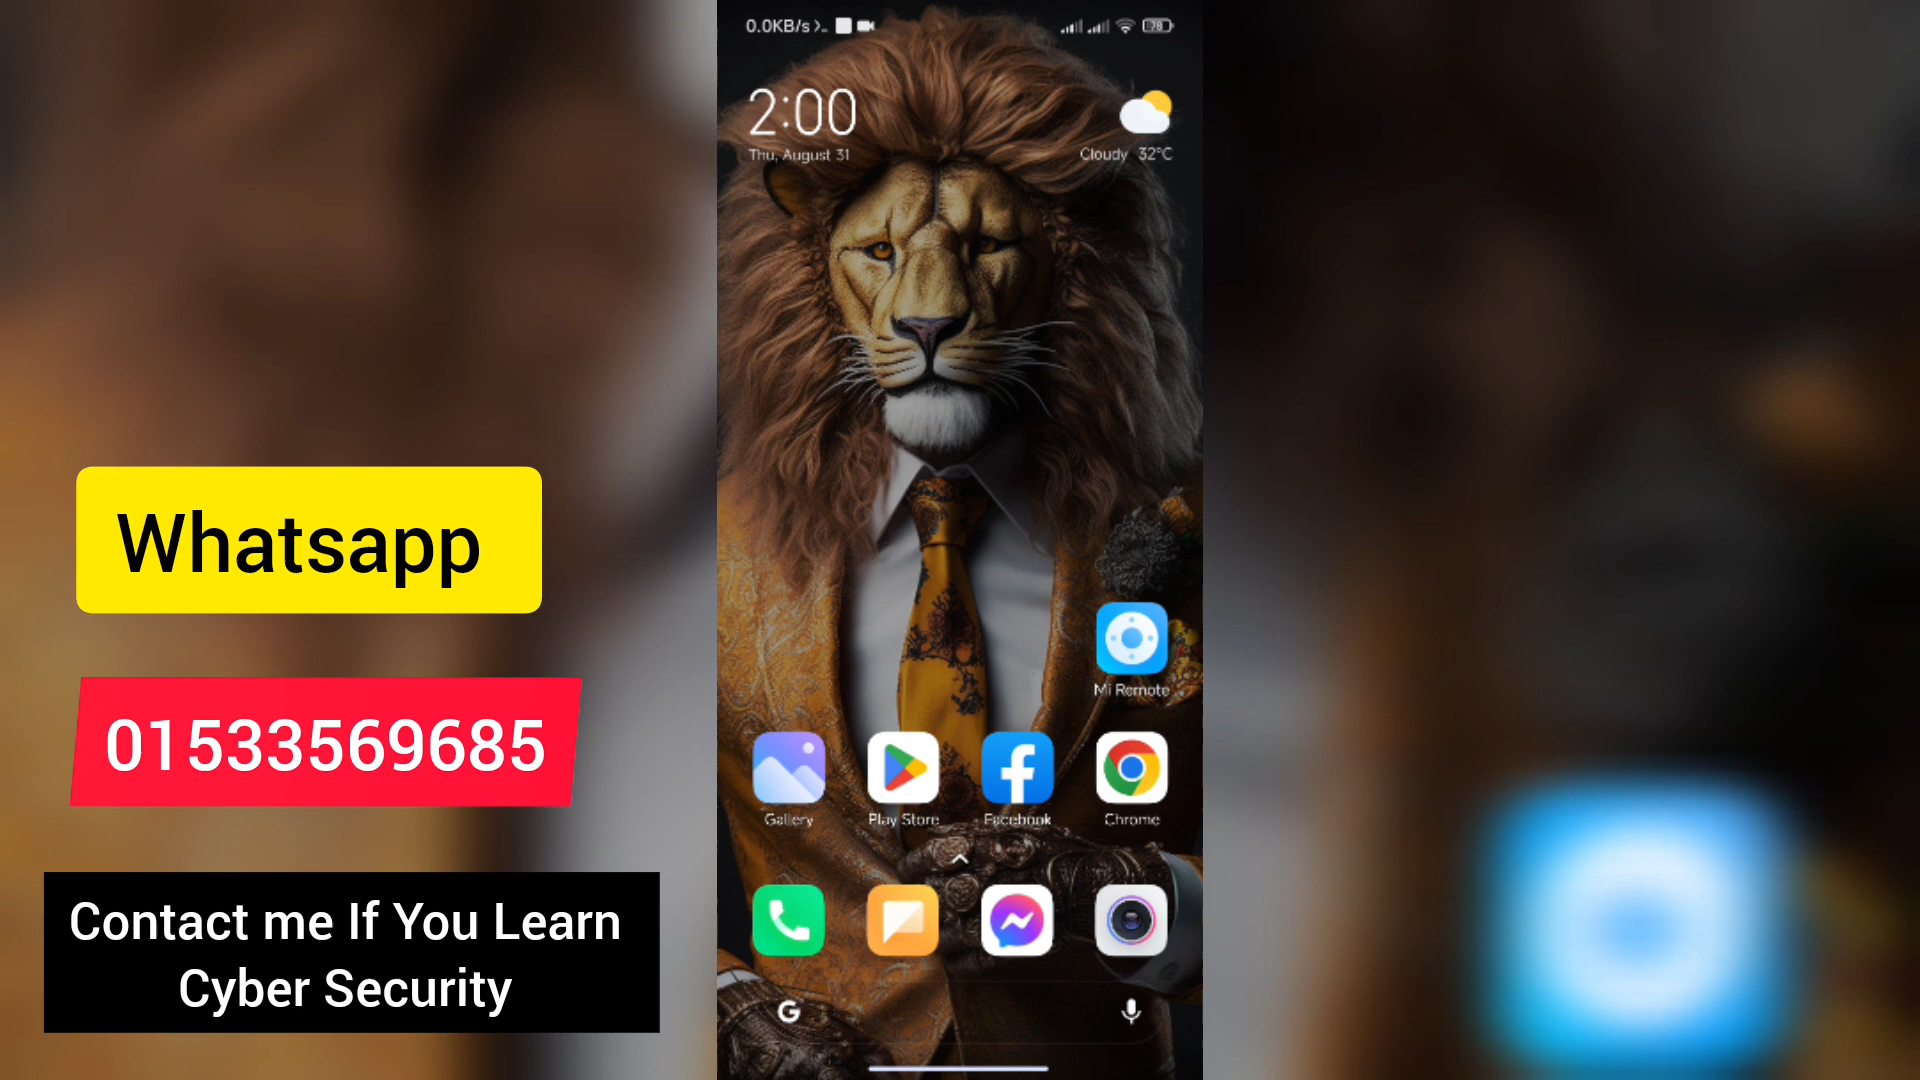 0.0KB/s
78
2:00
Thu, August 31
Cloudy 32°C
Whatsapp
01533569685
Contact me If You Learn
Cyber Security
Mi Remote
Gallery
Play Store
Facebook
Chrome
G